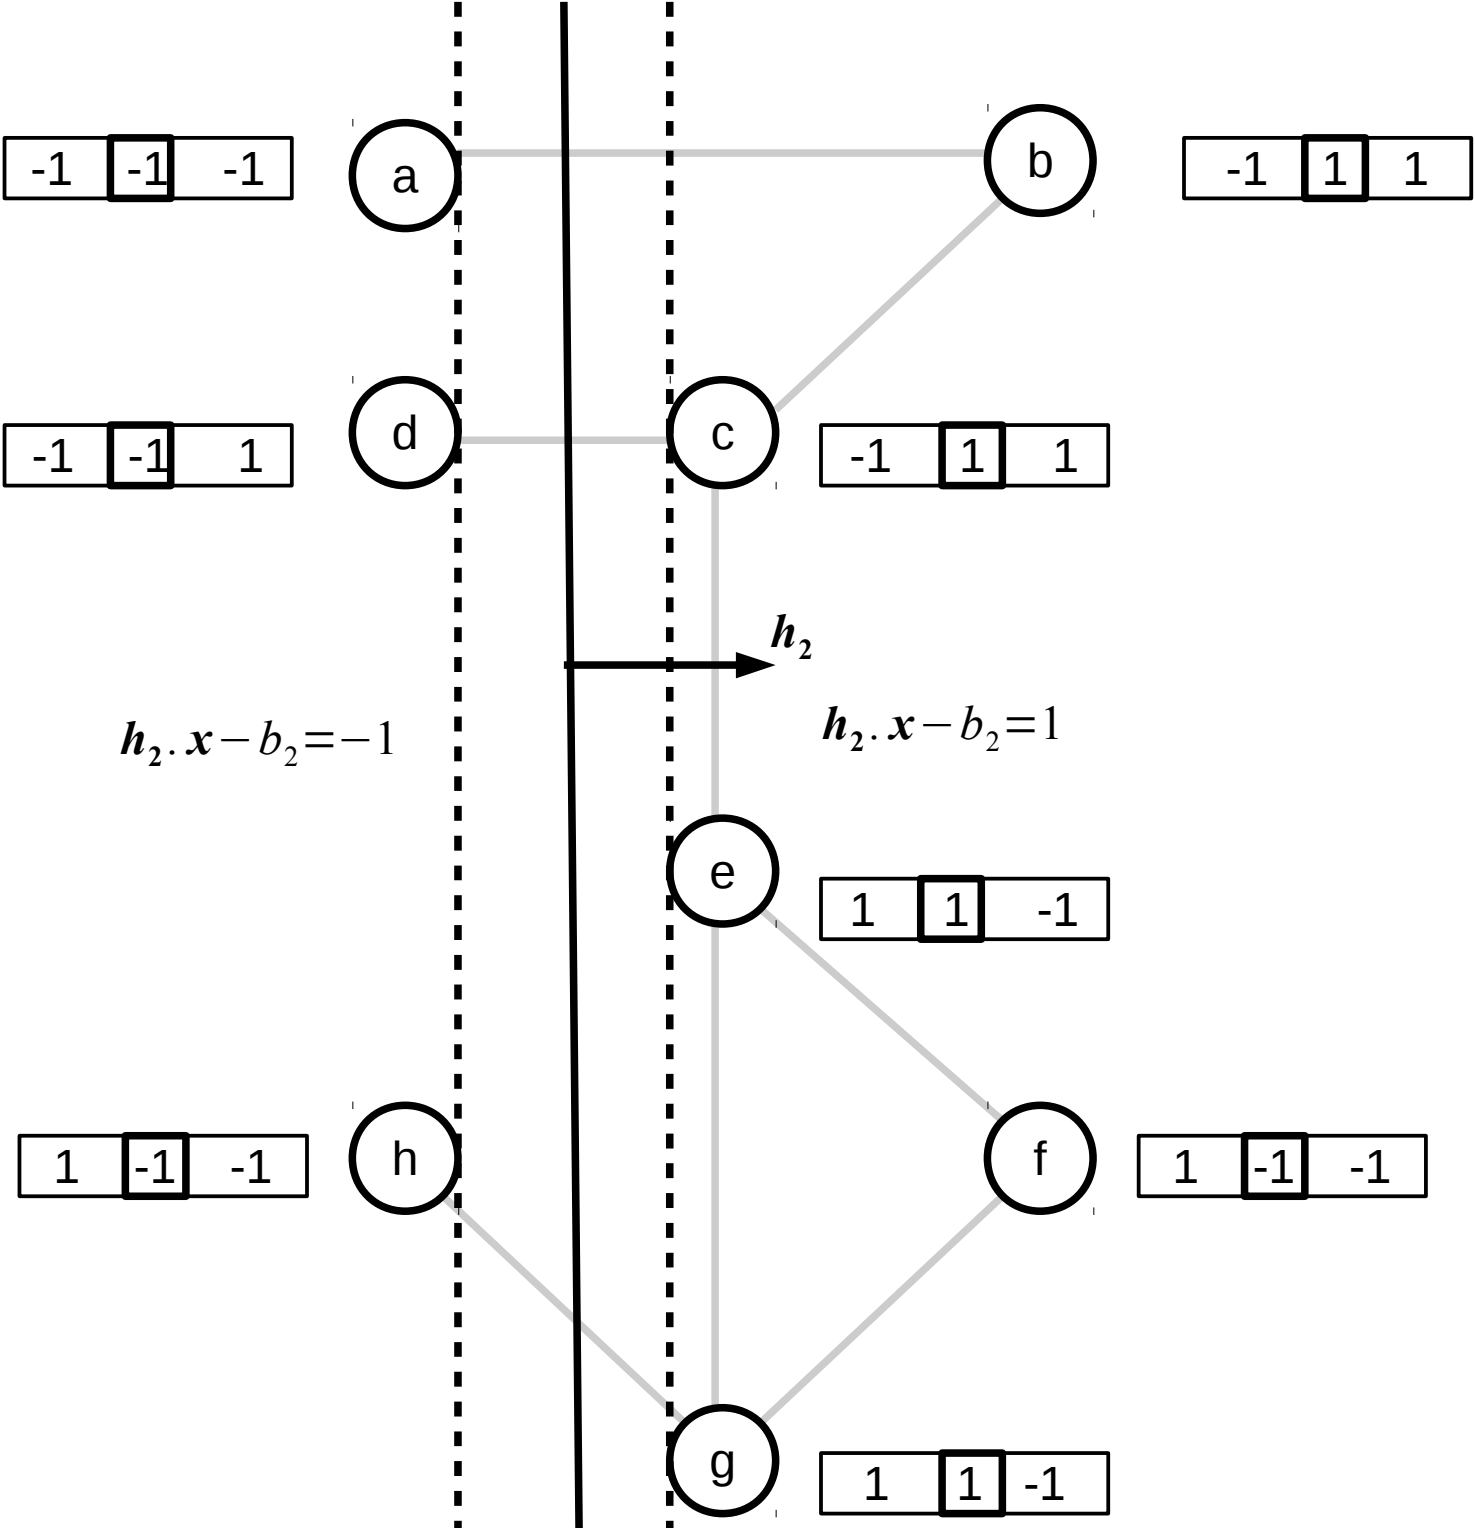 -1 -1 -1 a b -1 1 1
-1 -1 1 d c -1 1 1
h2
h2. x − b2 = −1 h2. x − b2 = 1
e 1 1 -1
1 -1 -1 h f 1 -1 -1
g 1 1 -1